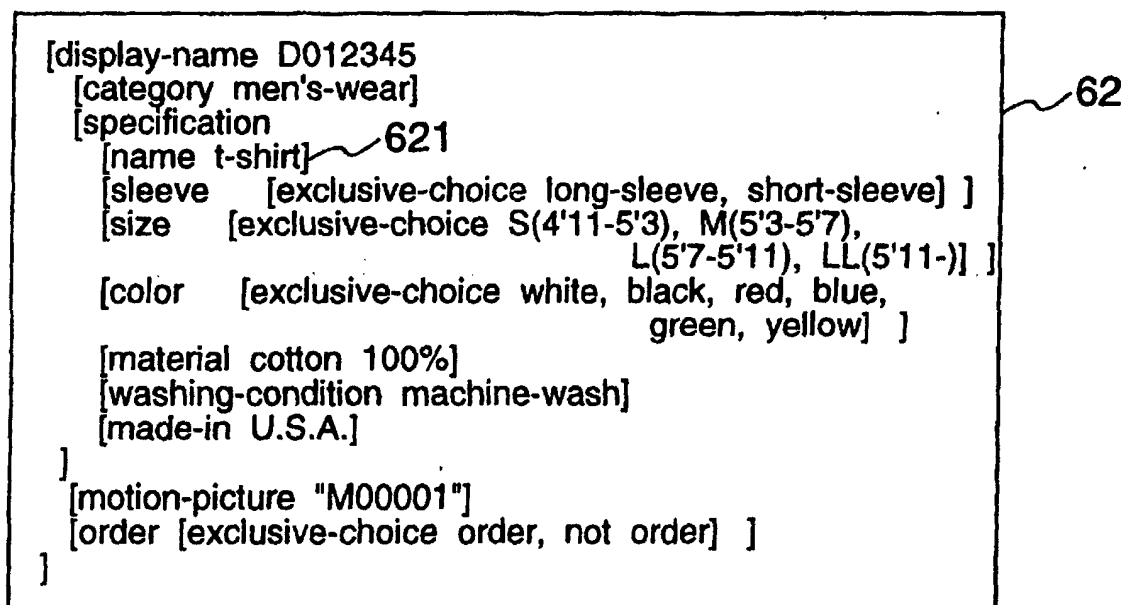 [display-name D012345
[category men's-wear]
[specification
[name t-shirt] 621
[sleeve [exclusive-choice long-sleeve, short-sleeve] ]
[size [exclusive-choice S(4'11-5'3), M(5'3-5'7),
L(5'7-5'11), LL(5'11-)] ]
[color [exclusive-choice white, black, red, blue,
green, yellow] ]
[material cotton 100%]
[washing-condition machine-wash]
[made-in U.S.A.]
]
[motion-picture "M00001"]
[order [exclusive-choice order, not order] ]
]
62